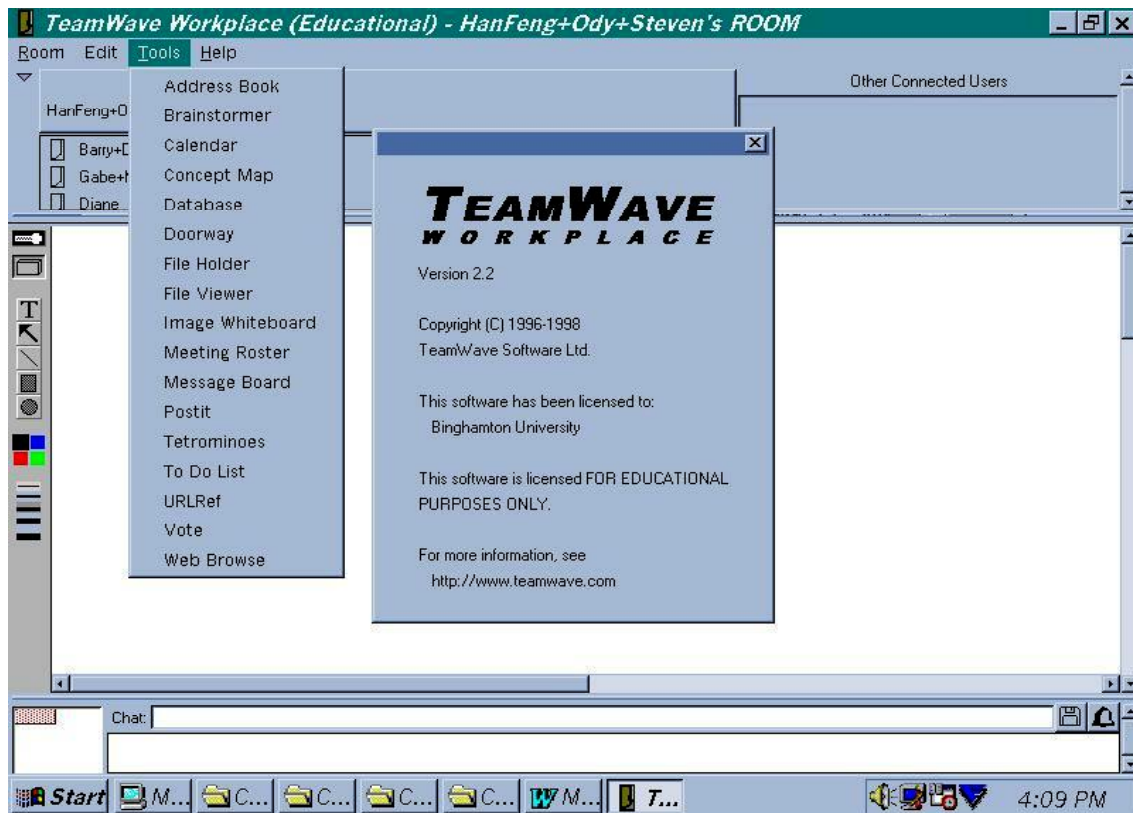 TeamWave Workplace (Educational) - HanFeng+Ody+Steven's ROOM
Room Edit Tools Help
Other Connected Users
HanFeng+O
Barry+D
Gabe+
Diane
Address Book
Brainstormer
Calendar
Concept Map
Database
Doorway
File Holder
File Viewer
Image Whiteboard
Meeting Roster
Message Board
Postit
Tetrominoes
To Do List
URLRef
Vote
Web Browse
TEAMWAVE
WORKPLACE
Version 2.2
Copyright (C) 1996-1998
TeamWave Software Ltd.
This software has been licensed to:
Binghamton University
This software is licensed FOR EDUCATIONAL
PURPOSES ONLY.
For more information, see
http://www.teamwave.com
T
Chat:
Start M... C... C... C... C... M... T... 4:09 PM